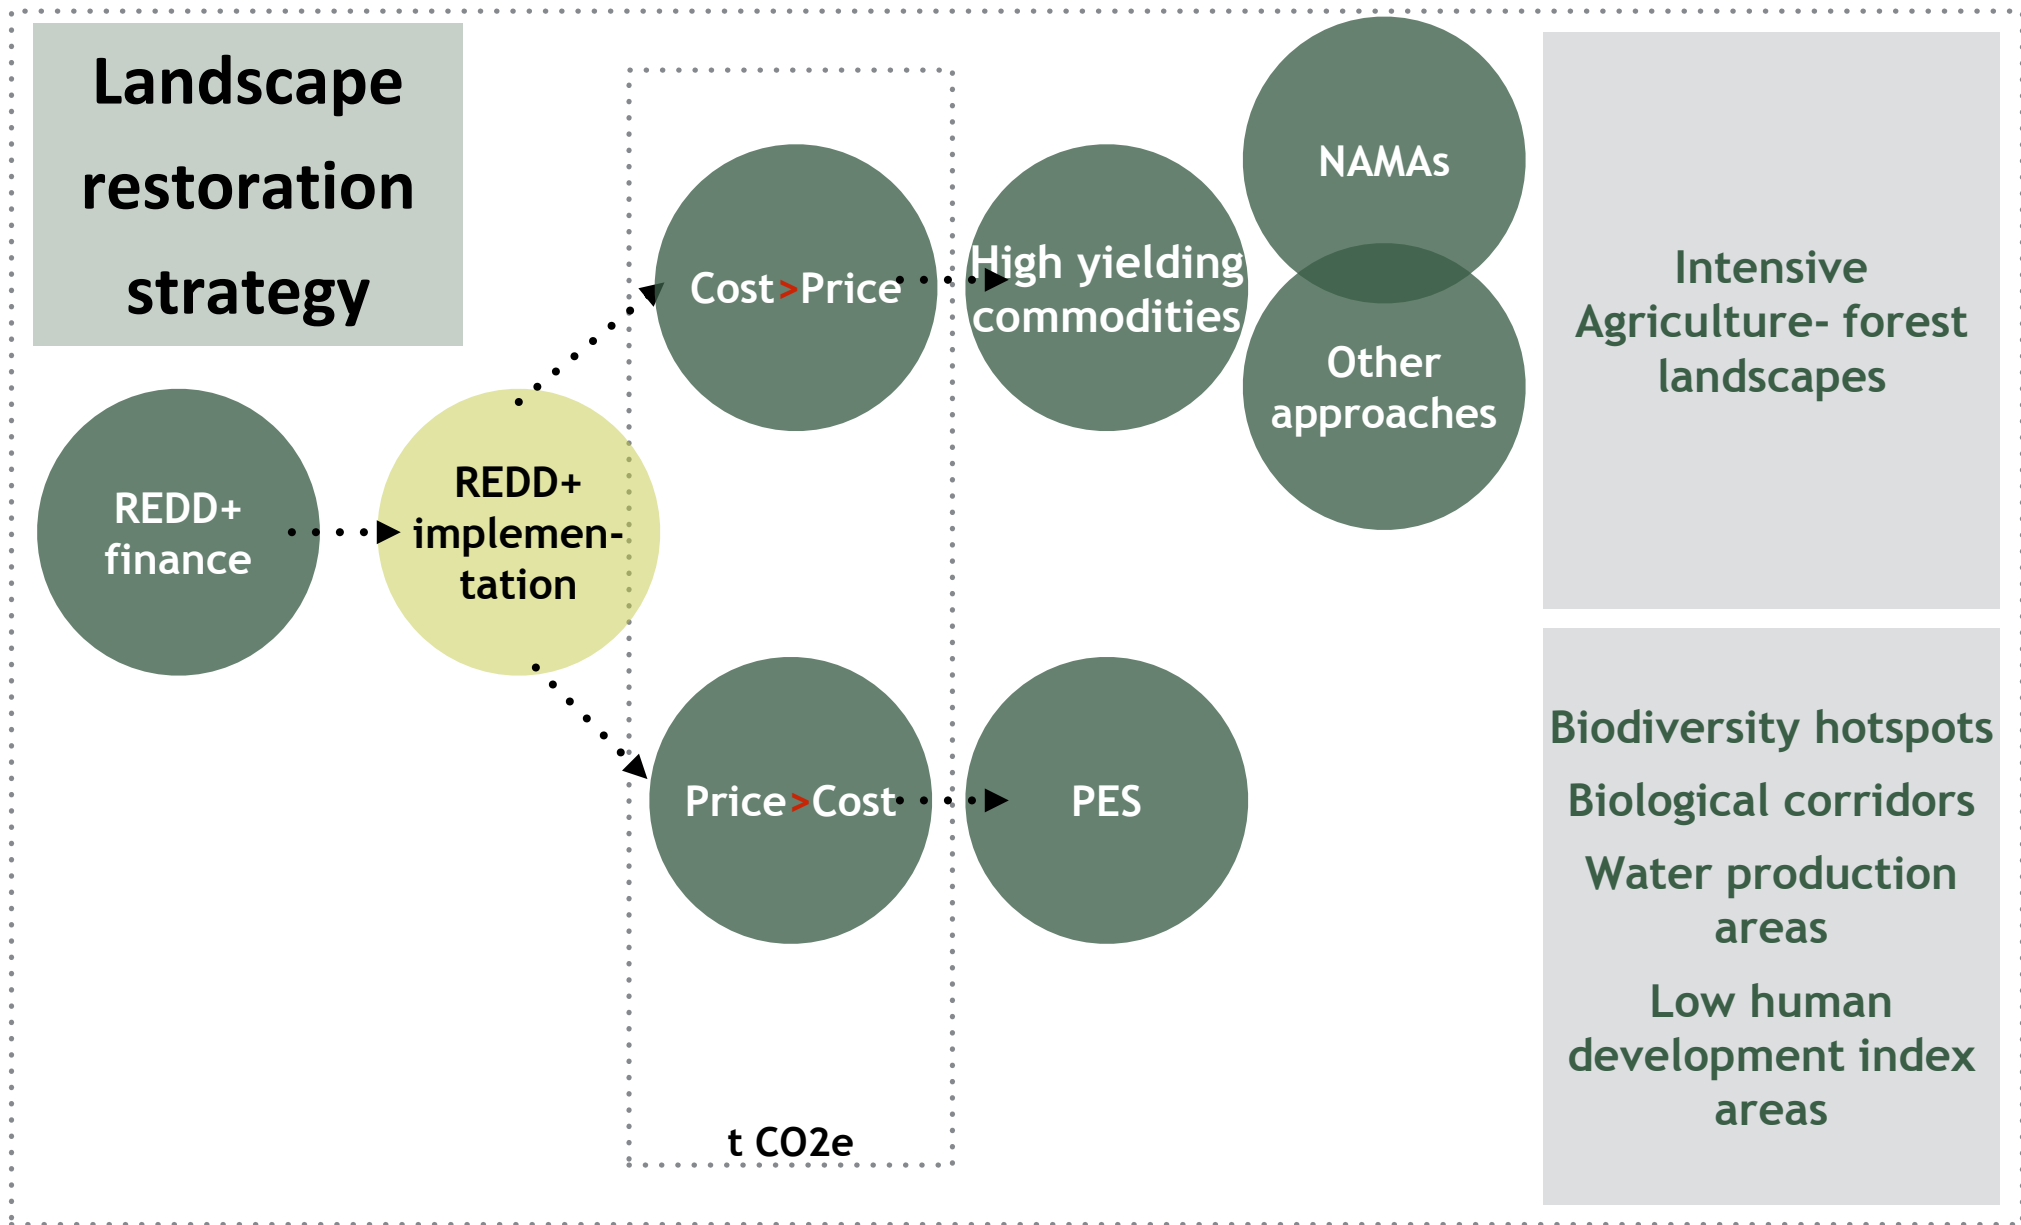 Landscape
restoration
strategy
REDD+
finance
REDD+
implemen-
tation
Cost>Price
Price>Cost
t CO2e
High yielding
commodities
PES
NAMAs
Other
approaches
Intensive
Agriculture- forest
landscapes
Biodiversity hotspots
Biological corridors
Water production
areas
Low human
development index
areas